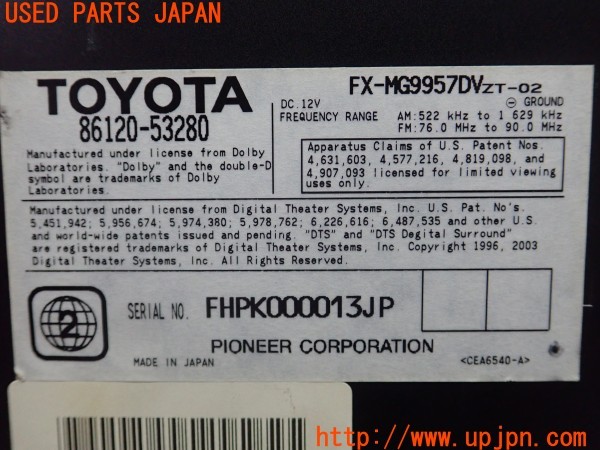 USED PARTS JAPAN
TOYOTA
86120-53280
FX-MG9957DVZT-02
DC.12V
⊖ GROUND
FREQUENCY RANGE AM:522 kHz to 1 629 kHz
FM:76.0 MHz to 90.0 MHz
Manufactured under license from Dolby
Laboratories. "Dolby" and the double-D
symbol are trademarks of Dolby
Laboratories.
Apparatus Claims of U.S. Patent Nos.
4,631,603, 4,577,216, 4,819,098, and
4,907,093 licensed for limited viewing
uses only.
Manufactured under license from Digital Theater Systems, Inc. U.S. Pat. No's.
5,451,942; 5,956,674; 5,974,380; 5,978,762; 6,226,616; 6,487,535 and other U.S.
and world-wide patents issued and pending. "DTS" and "DTS Degital Surround"
are registered trademarks of Digital Theater Systems, Inc. Copyright 1996, 2003
Digital Theater Systems, Inc. All Rights Reserved.
2
SERIAL NO. FHPK000013JP
PIONEER CORPORATION
MADE IN JAPAN
<CEA6540-A>
http://www.upjpn.com/